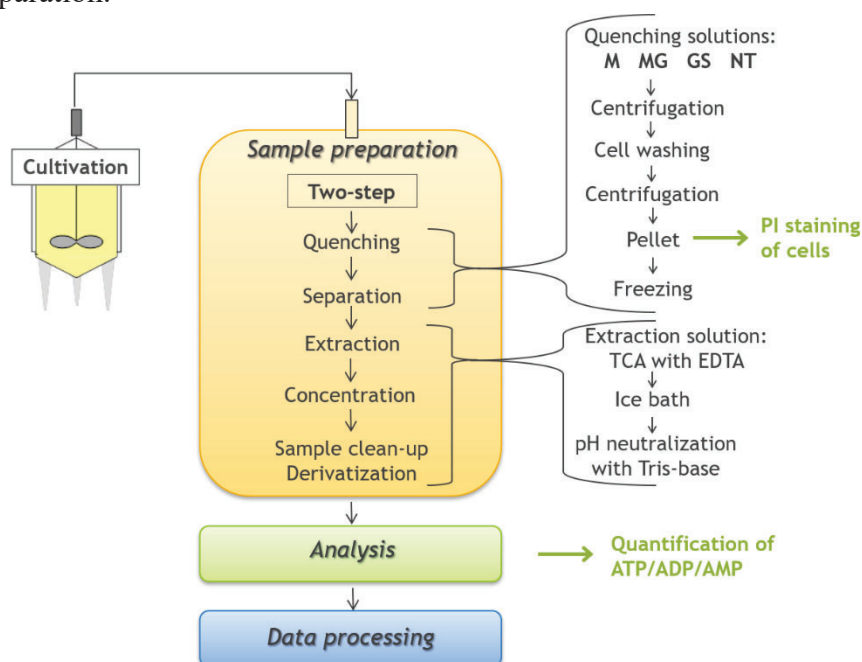 paration.
Cultivation
Sample preparation
Two-step
Quenching
Separation
Extraction
Concentration
Sample clean-up
Derivatization
Analysis
Data processing
Quenching solutions:
M MG GS NT
Centrifugation
Cell washing
Centrifugation
Pellet
Freezing
PI staining
of cells
Extraction solution:
TCA with EDTA
Ice bath
pH neutralization
with Tris-base
Quantification of
ATP/ADP/AMP